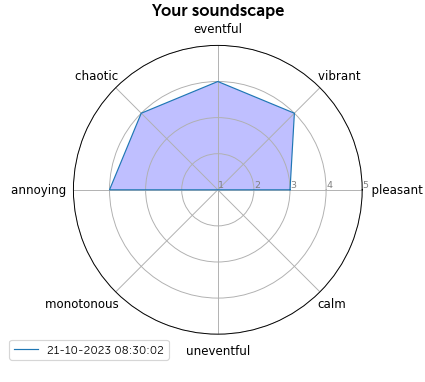 Your soundscape
eventful
chaotic
vibrant
annoying
1
2
3
4
5
pleasant
monotonous
calm
uneventful
21-10-2023 08:30:02